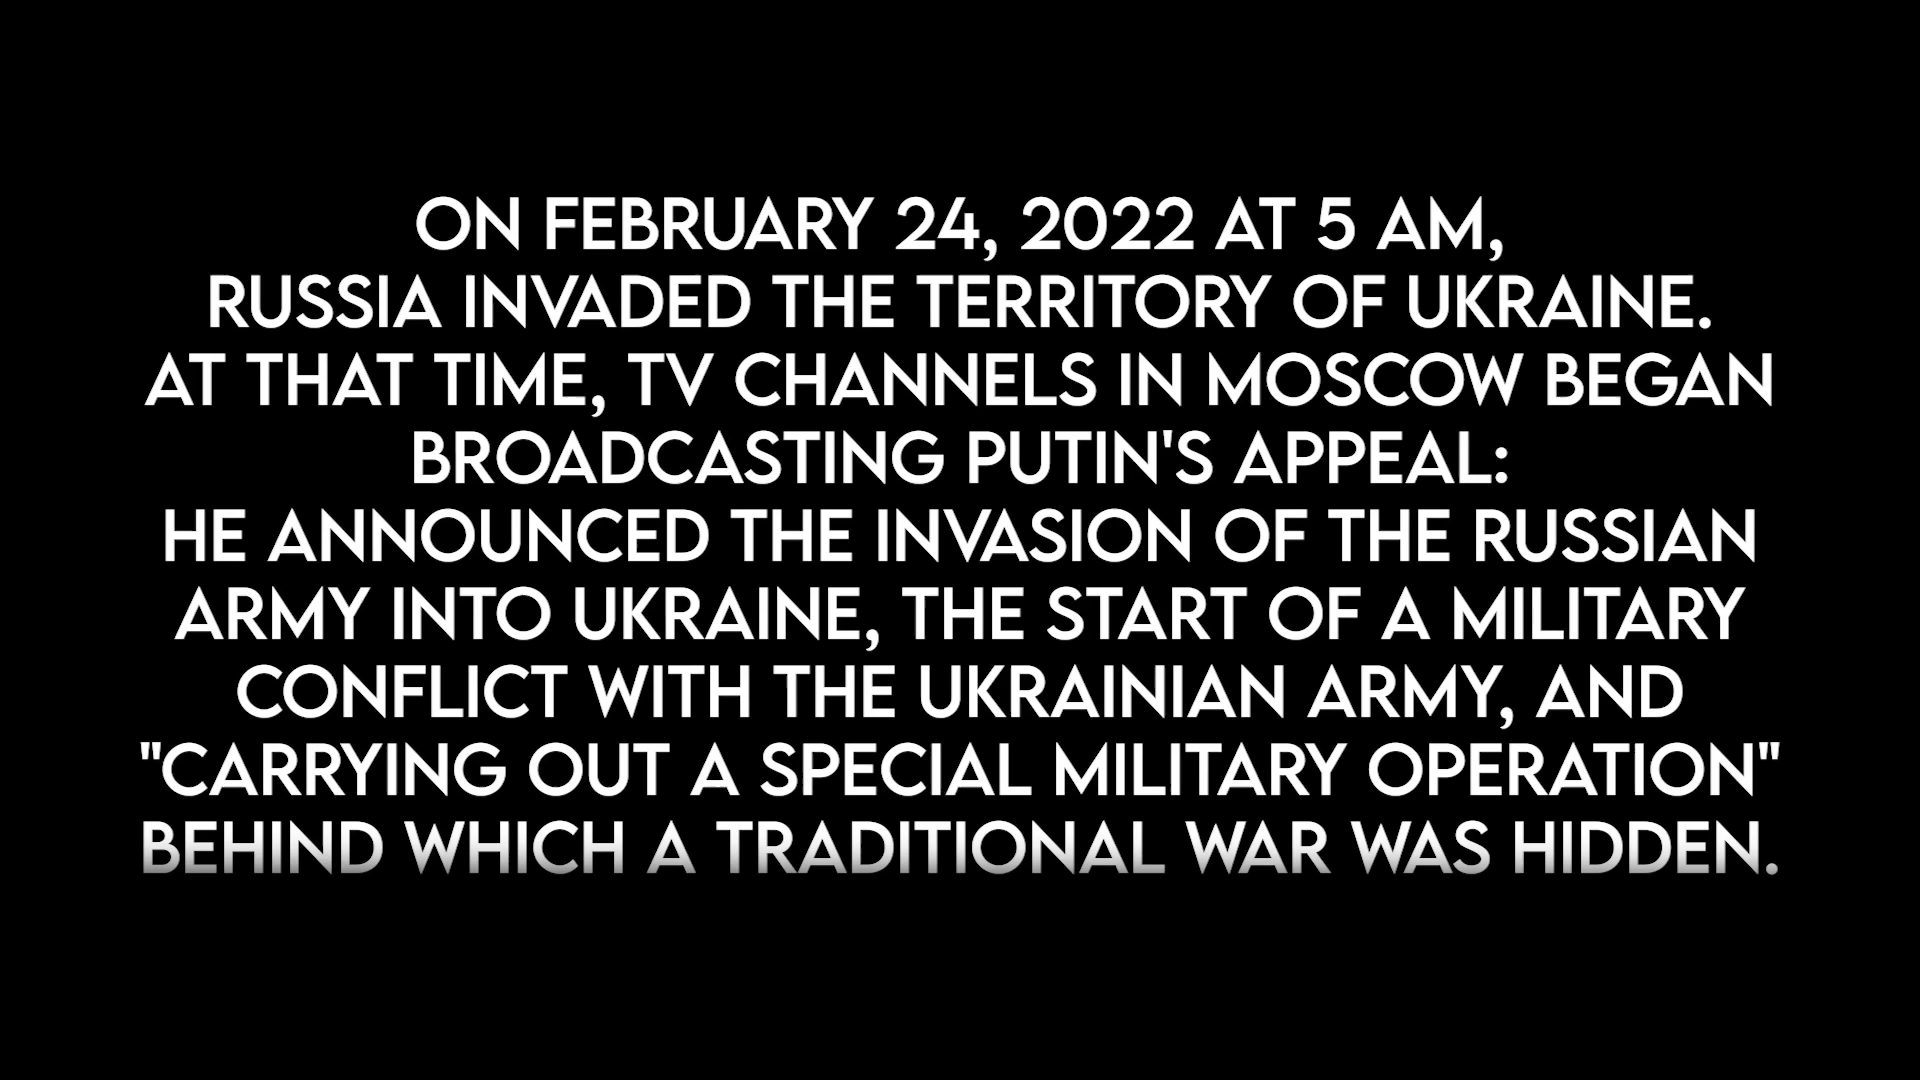 ON FEBRUARY 24, 2022 AT 5 AM,
RUSSIA INVADED THE TERRITORY OF UKRAINE.
AT THAT TIME, TV CHANNELS IN MOSCOW BEGAN
BROADCASTING PUTIN'S APPEAL:
HE ANNOUNCED THE INVASION OF THE RUSSIAN
ARMY INTO UKRAINE, THE START OF A MILITARY
CONFLICT WITH THE UKRAINIAN ARMY, AND
"CARRYING OUT A SPECIAL MILITARY OPERATION"
BEHIND WHICH A TRADITIONAL WAR WAS HIDDEN.